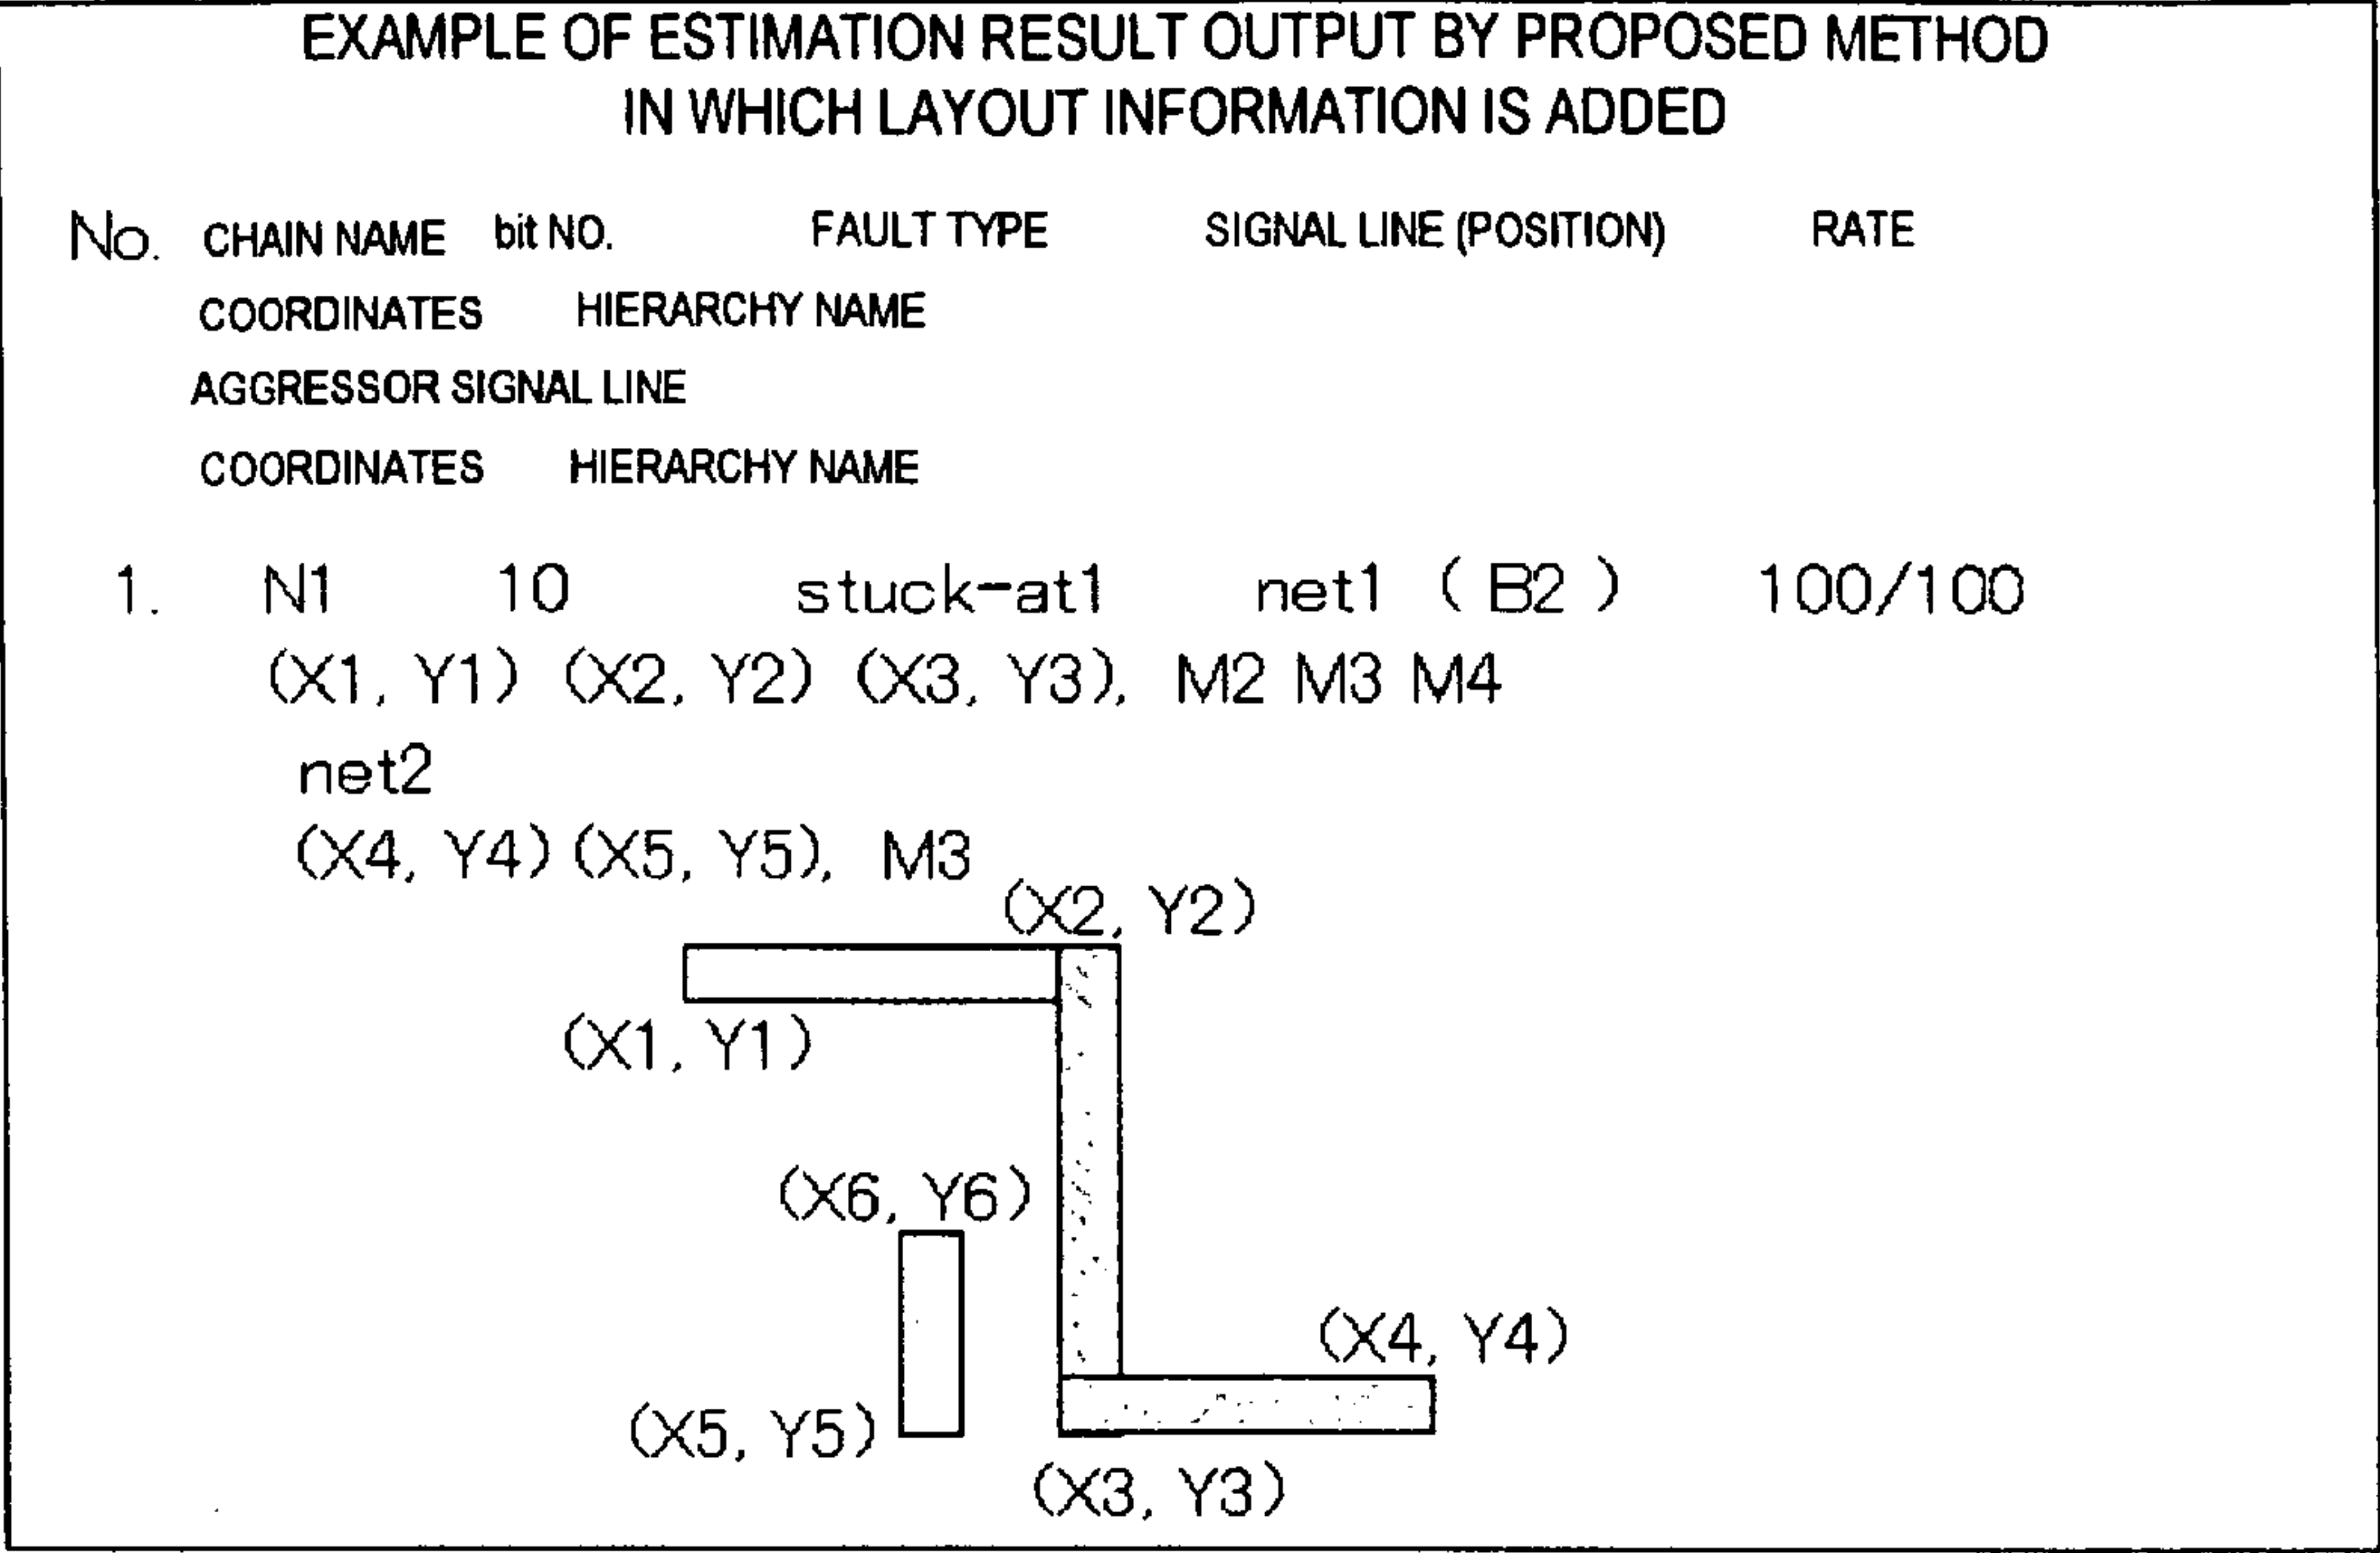 EXAMPLE OF ESTIMATION RESULT OUTPUT BY PROPOSED METHOD
IN WHICH LAYOUT INFORMATION IS ADDED
No. CHAIN NAME bit NO. FAULT TYPE SIGNAL LINE (POSITION) RATE
COORDINATES HIERARCHY NAME
AGGRESSOR SIGNAL LINE
COORDINATES HIERARCHY NAME
1. N1 10 stuck-at1 net1 ( B2 ) 100/100
(X1, Y1) (X2, Y2) (X3, Y3), M2 M3 M4
net2
(X4, Y4) (X5, Y5), M3
(X2, Y2)
(X1, Y1)
(X6, Y6)
(X4, Y4)
(X5, Y5)
(X3, Y3)